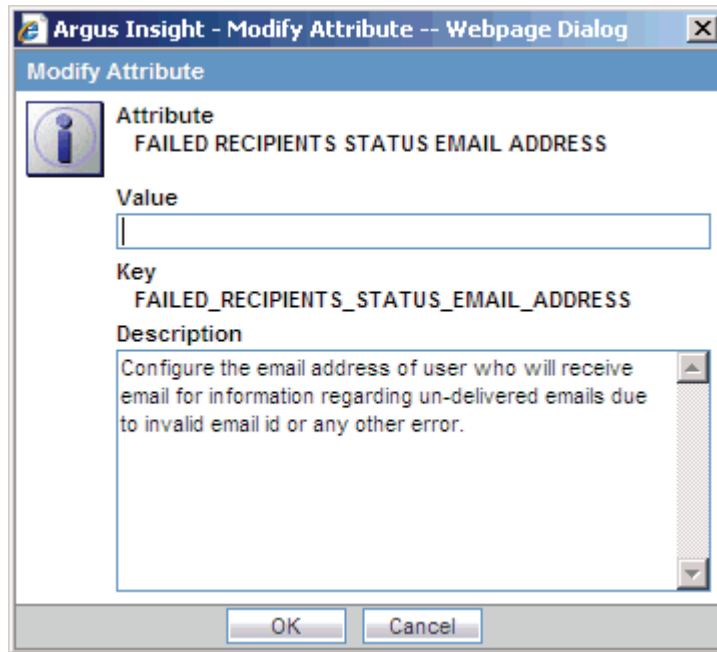 Argus Insight - Modify Attribute -- Webpage Dialog
Modify Attribute
Attribute
FAILED RECIPIENTS STATUS EMAIL ADDRESS
Value
Key
FAILED_RECIPIENTS_STATUS_EMAIL_ADDRESS
Description
Configure the email address of user who will receive
email for information regarding un-delivered emails due
to invalid email id or any other error.
OK Cancel